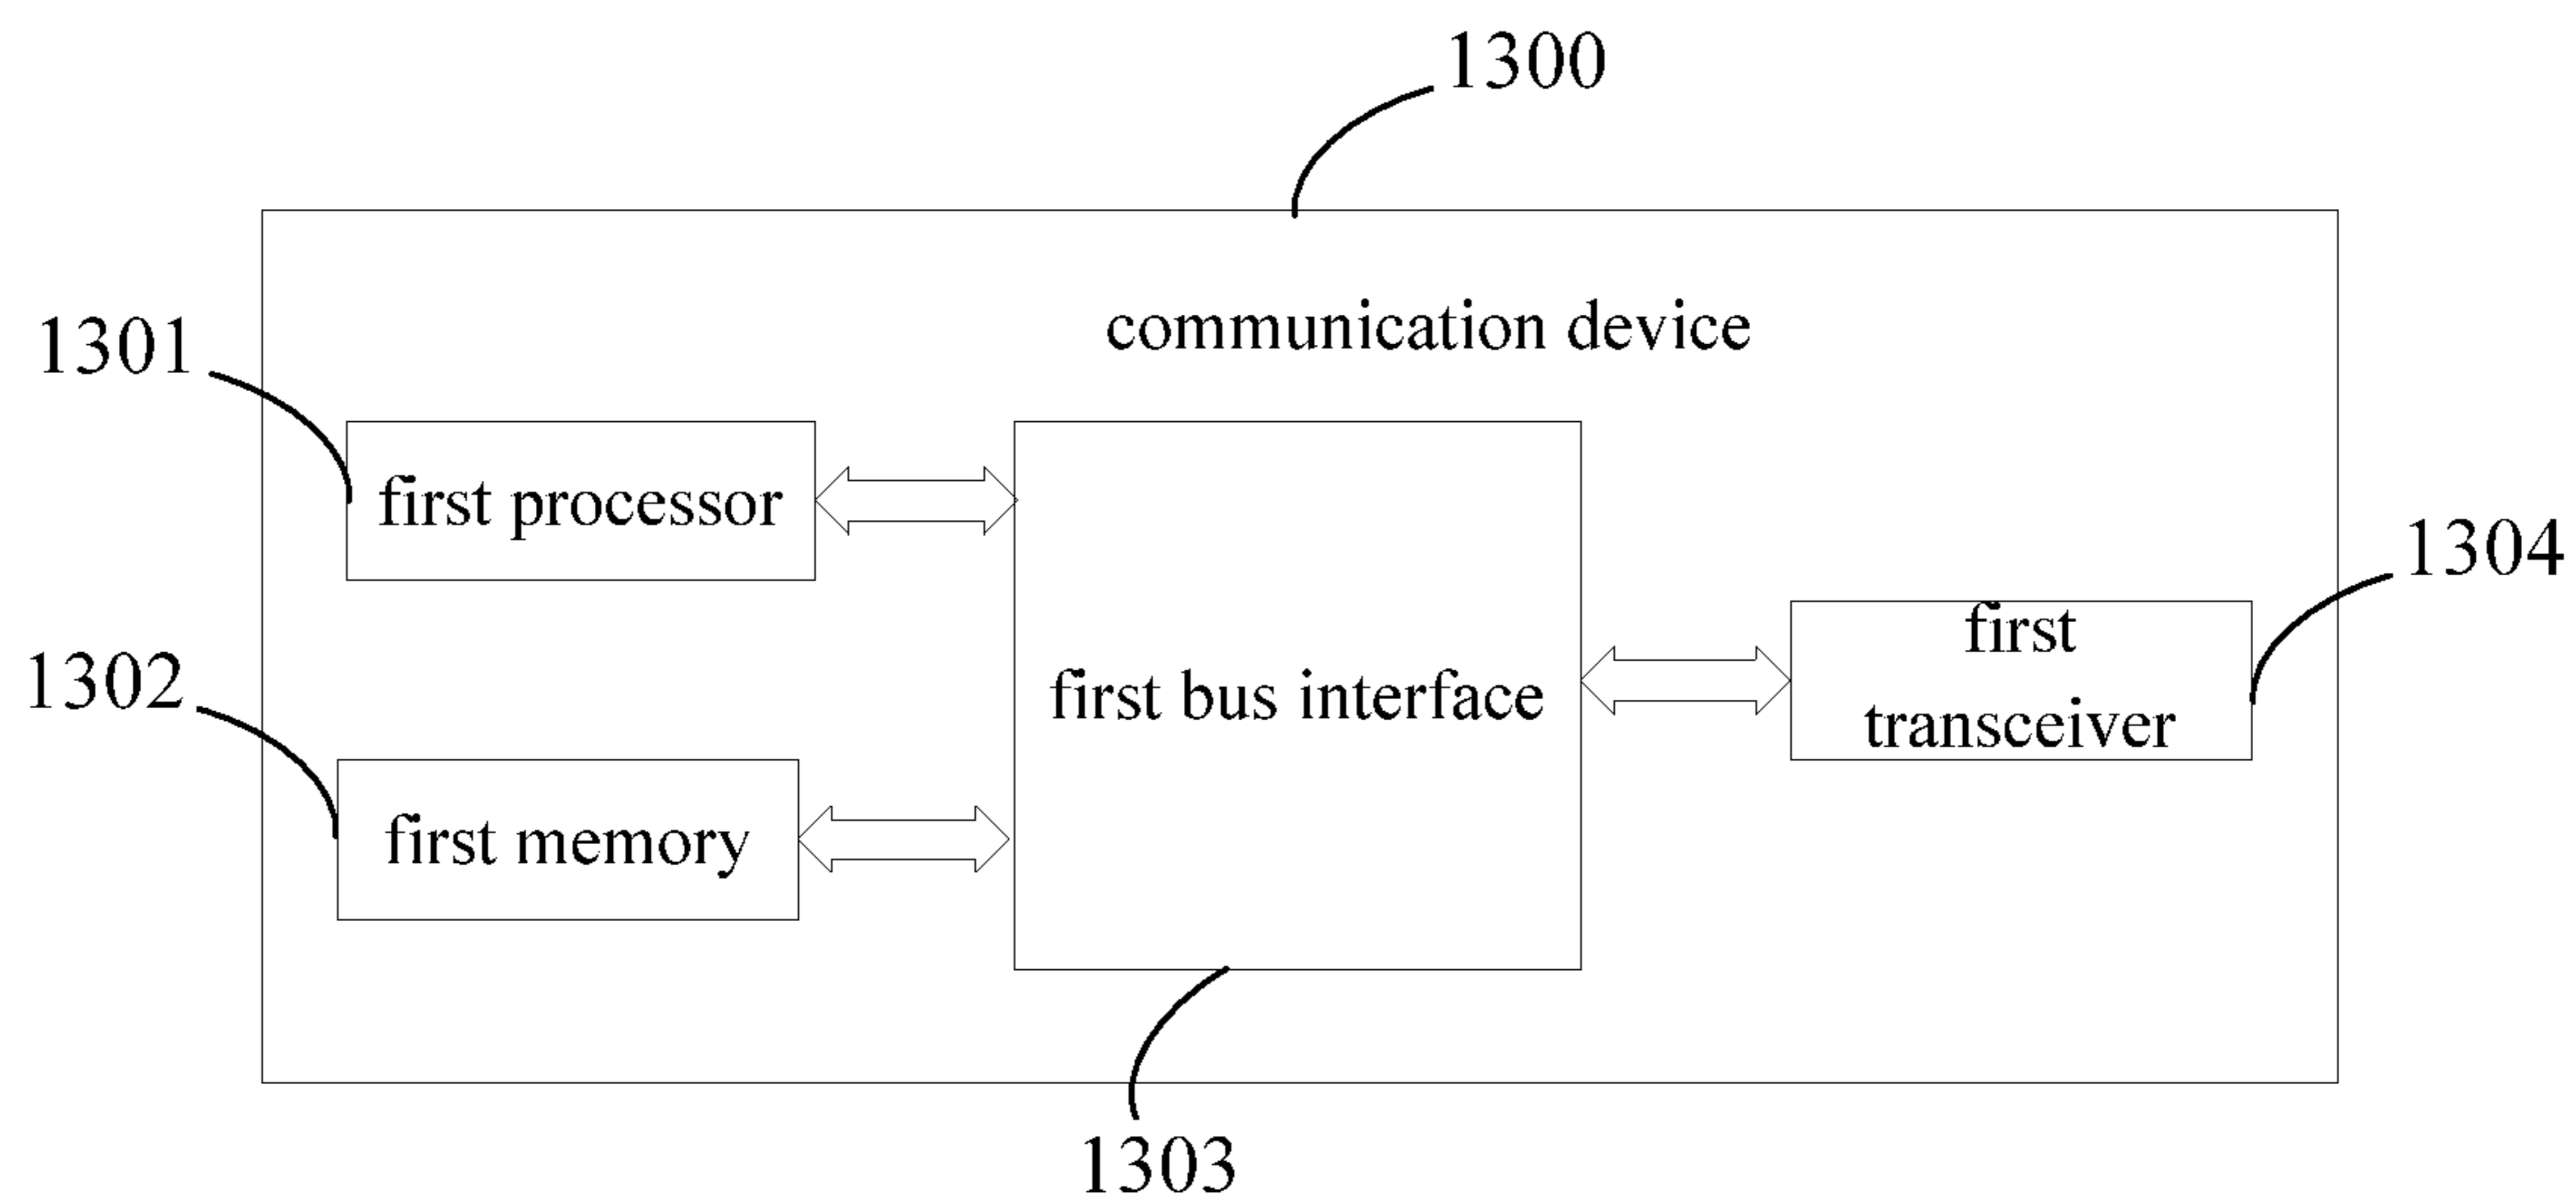 1300
communication device
1301
first processor
1304
first
transceiver
first bus interface
1302
first memory
1303